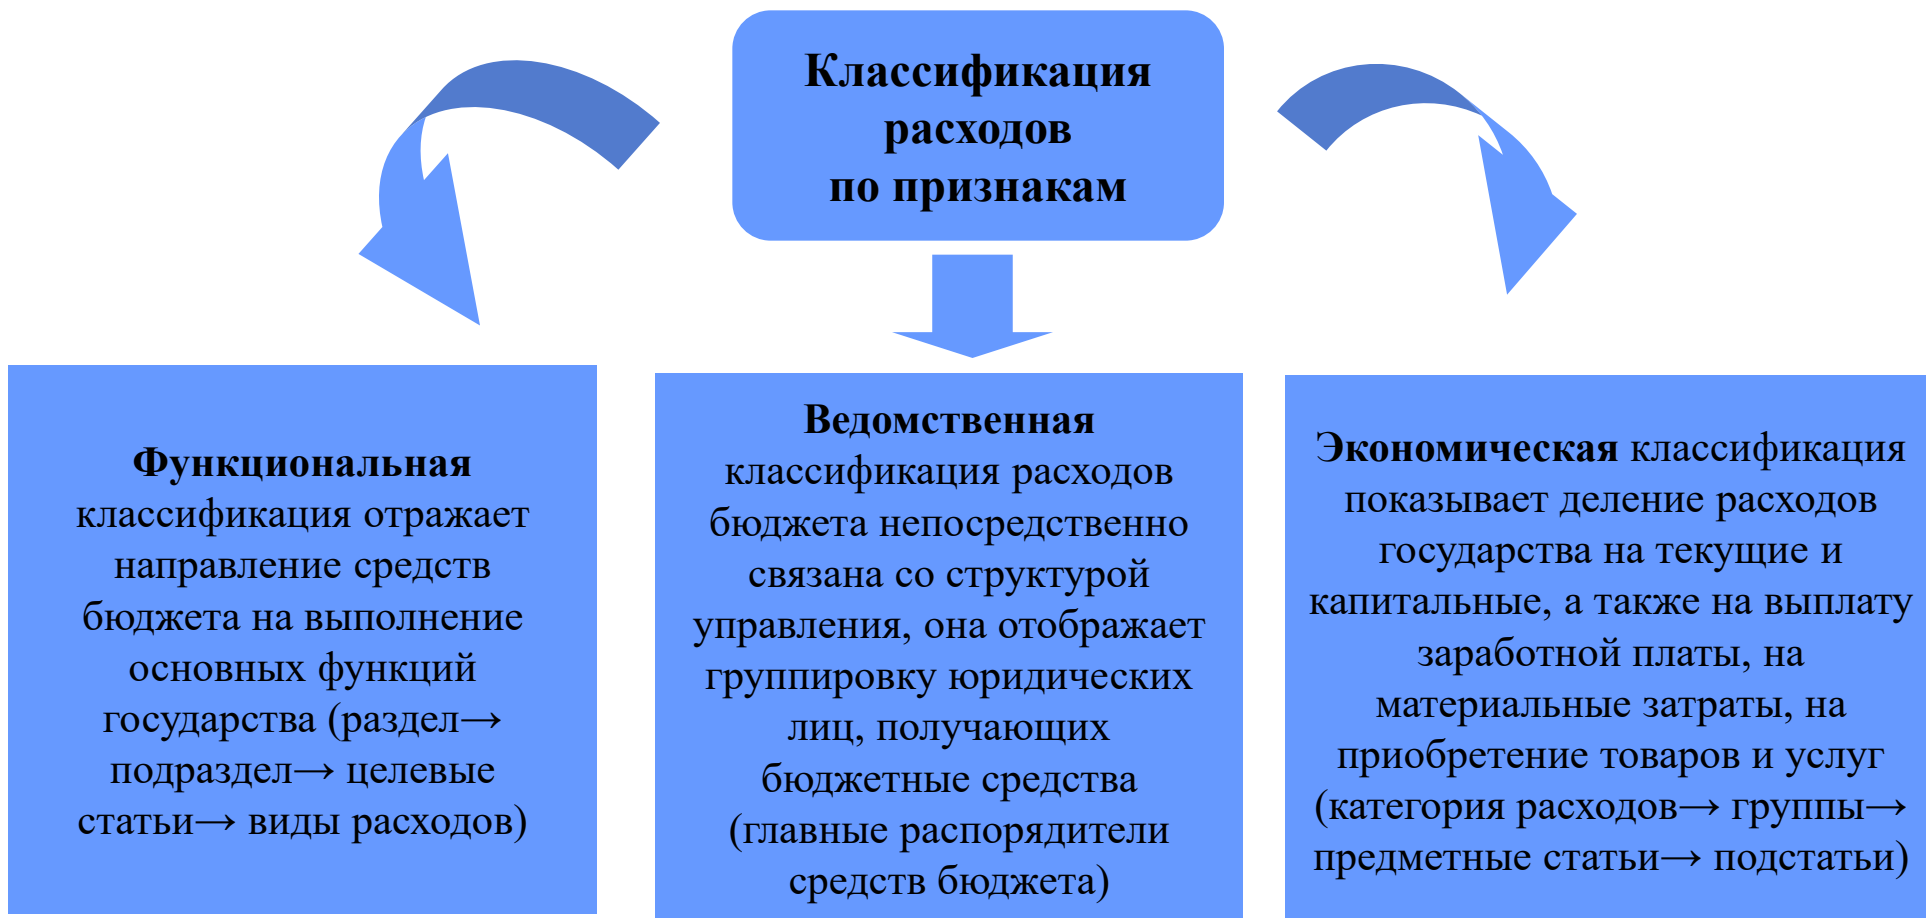 Классификация
расходов
по признакам
Функциональная
классификация отражает
направление средств
бюджета на выполнение
основных функций
государства (раздел→
подраздел→ целевые
статьи→ виды расходов)
Ведомственная
классификация расходов
бюджета непосредственно
связана со структурой
управления, она отображает
группировку юридических
лиц, получающих
бюджетные средства
(главные распорядители
средств бюджета)
Экономическая классификация
показывает деление расходов
государства на текущие и
капитальные, а также на выплату
заработной платы, на
материальные затраты, на
приобретение товаров и услуг
(категория расходов→ группы→
предметные статьи→ подстатьи)